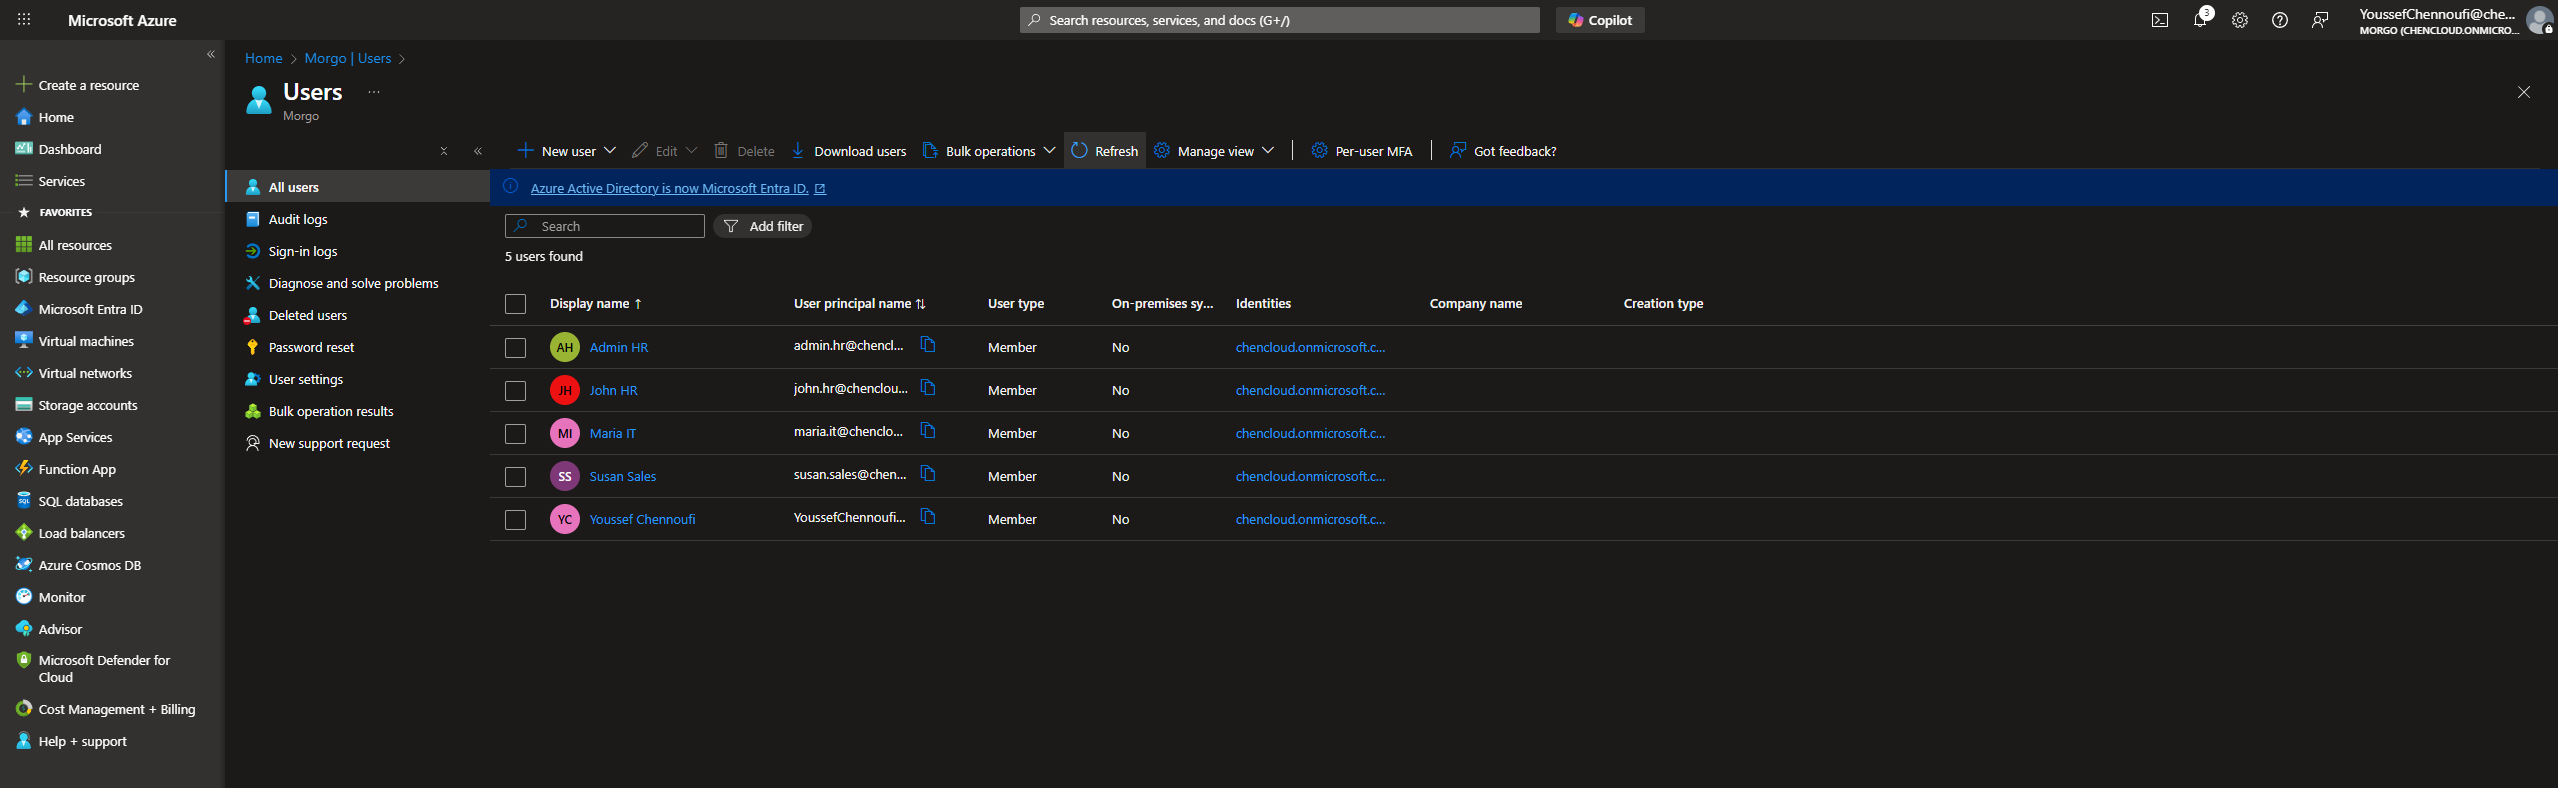 Microsoft Azure
Search resources, services, and docs (G+/)
Copilot
3
YoussefChennoufi@che...
MORGO (CHENCLOUD.ONMICRO...
Create a resource
Home
Dashboard
Services
FAVORITES
All resources
Resource groups
Microsoft Entra ID
Virtual machines
Virtual networks
Storage accounts
App Services
Function App
SQL databases
Load balancers
Azure Cosmos DB
Monitor
Advisor
Microsoft Defender for
Cloud
Cost Management + Billing
Help + support
Home > Morgo | Users >
Users ...
Morgo
All users
Audit logs
Sign-in logs
Diagnose and solve problems
Deleted users
Password reset
User settings
Bulk operation results
New support request
New user Edit Delete Download users Bulk operations Refresh Manage view Per-user MFA Got feedback?
Azure Active Directory is now Microsoft Entra ID.
Search Add filter
5 users found
Display name ↑ User principal name ↑↓ User type On-premises sy... Identities Company name Creation type
AH Admin HR admin.hr@chencl... Member No chencloud.onmicrosoft.c...
JH John HR john.hr@chenclou... Member No chencloud.onmicrosoft.c...
MI Maria IT maria.it@chenclo... Member No chencloud.onmicrosoft.c...
SS Susan Sales susan.sales@chen... Member No chencloud.onmicrosoft.c...
YC Youssef Chennoufi YoussefChennoufi... Member No chencloud.onmicrosoft.c...